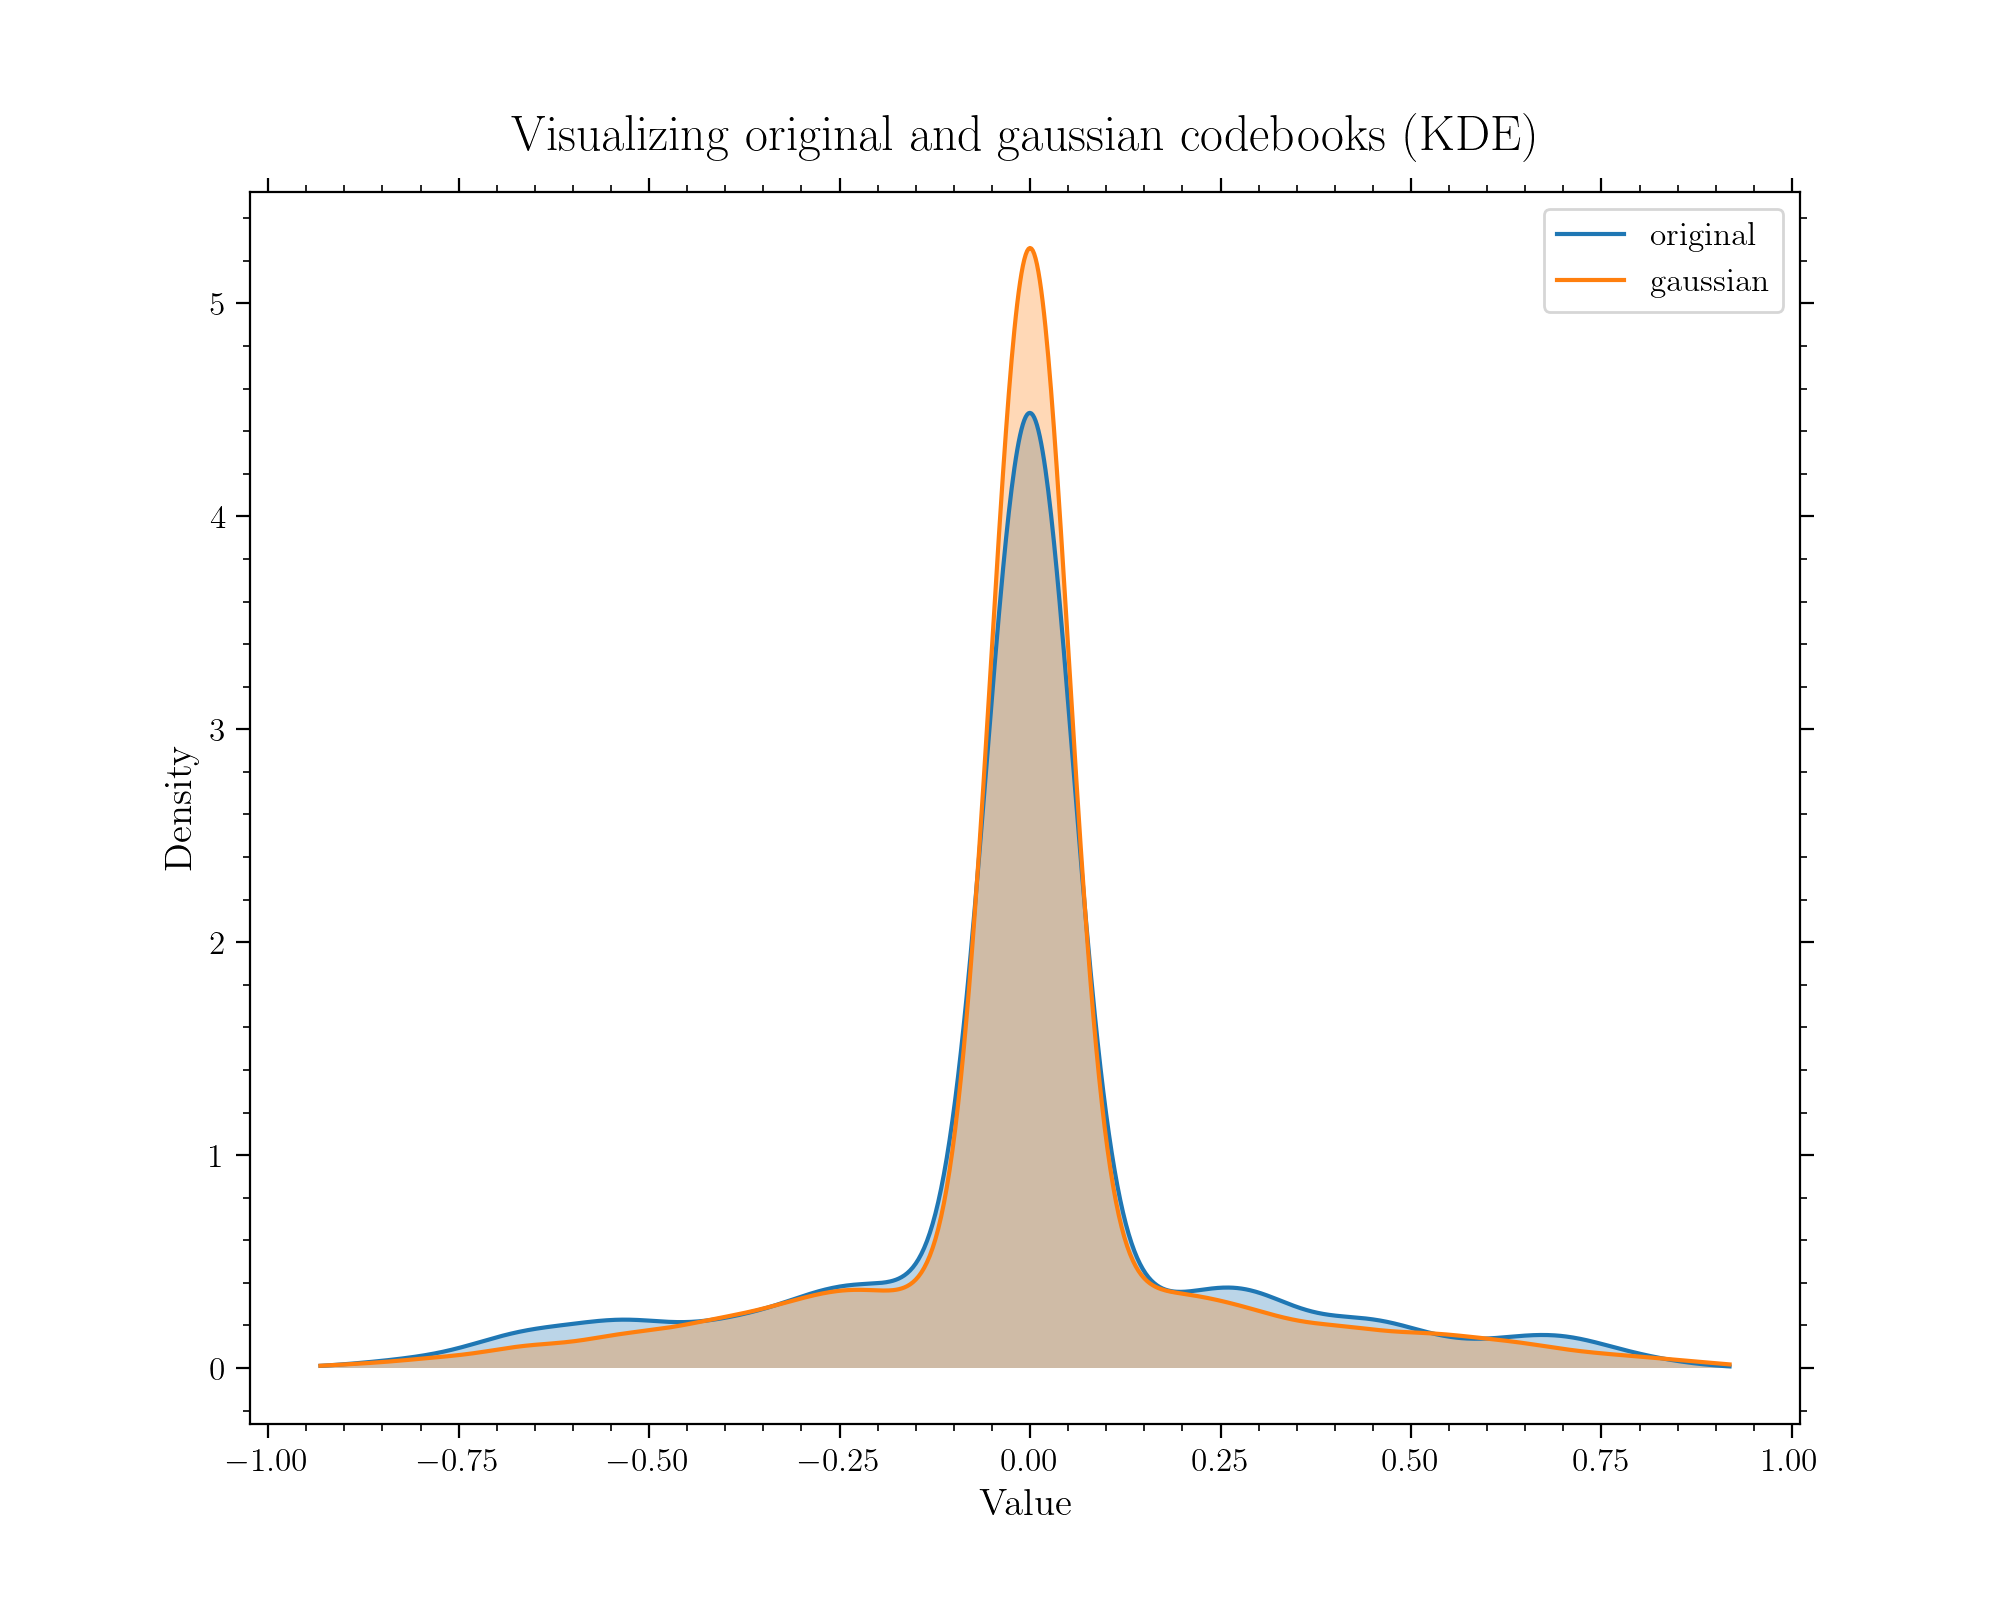 Visualizing original and gaussian codebooks (KDE)
original
gaussian
5
4
3
2
1
0
Density
−1.00 −0.75 −0.50 −0.25 0.00 0.25 0.50 0.75 1.00
Value